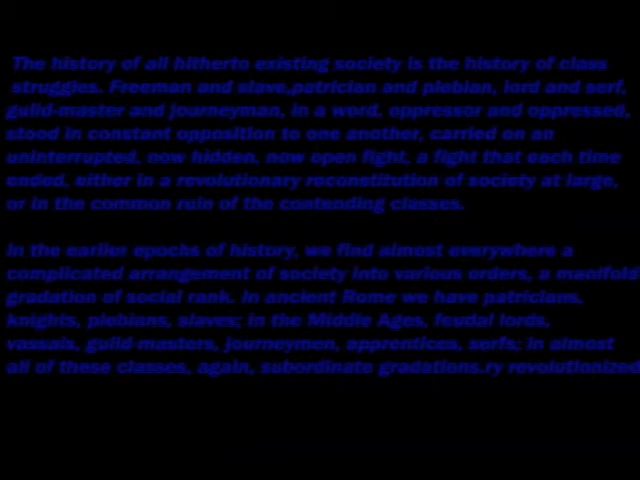 The history of all hitherto existing society is the history of class
struggles. Freeman and slave,patrician and plebian, lord and serf,
guild-master and journeyman, in a word, oppressor and oppressed,
stood in constant opposition to one another, carried on an
uninterrupted, now hidden, now open fight, a fight that each time
ended, either in a revolutionary reconstitution of society at large,
or in the common ruin of the contending classes.
In the earlier epochs of history, we find almost everywhere a
complicated arrangement of society into various orders, a manifold
gradation of social rank. In ancient Rome we have patricians,
knights, plebians, slaves; in the Middle Ages, feudal lords,
vassals, guild-masters, journeymen, apprentices, serfs; in almost
all of these classes, again, subordinate gradations.ry revolutionized